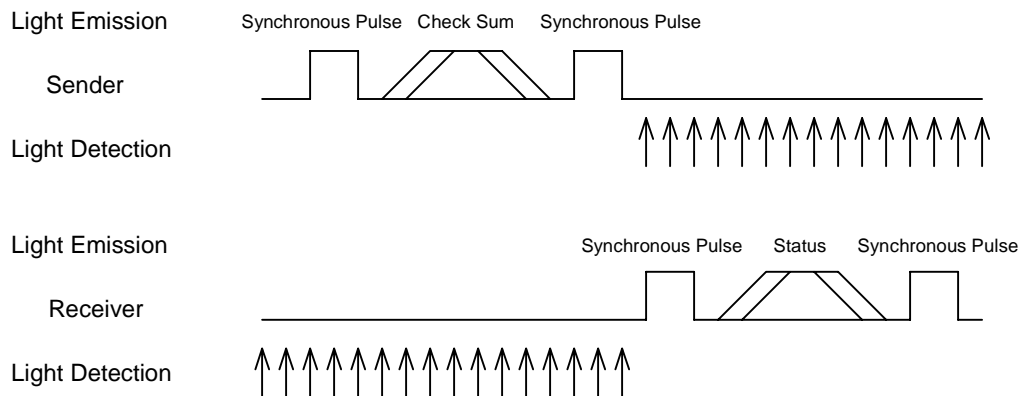 Light Emission
Synchronous Pulse Check Sum Synchronous Pulse
Sender
Light Detection
Light Emission
Synchronous Pulse Status Synchronous Pulse
Receiver
Light Detection